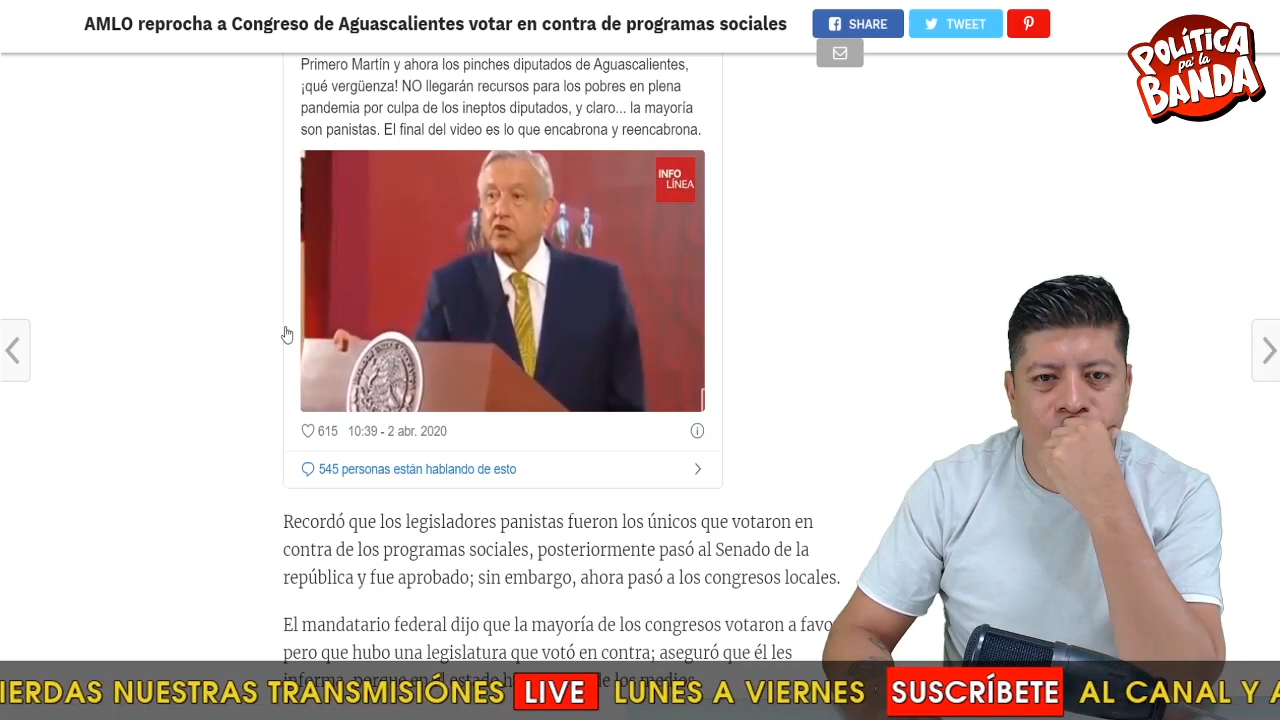 AMLO reprocha a Congreso de Aguascalientes votar en contra de programas sociales
SHARE
TWEET
POLÍTICA
pa' la
BANDA
Primero Martín y ahora los pinches diputados de Aguascalientes,
¡qué vergüenza! NO llegarán recursos para los pobres en plena
pandemia por culpa de los ineptos diputados, y claro... la mayoría
son panistas. El final del video es lo que encabrona y reencabrona.
INFO
LÍNEA
615 10:39 - 2 abr. 2020
545 personas están hablando de esto
Recordó que los legisladores panistas fueron los únicos que votaron en
contra de los programas sociales, posteriormente pasó al Senado de la
república y fue aprobado; sin embargo, ahora pasó a los congresos locales.
El mandatario federal dijo que la mayoría de los congresos votaron a favo
pero que hubo una legislatura que votó en contra; aseguró que él les
IERDAS NUESTRAS TRANSMISIÓNES LIVE LUNES A VIERNES SUSCRÍBETE AL CANAL Y A